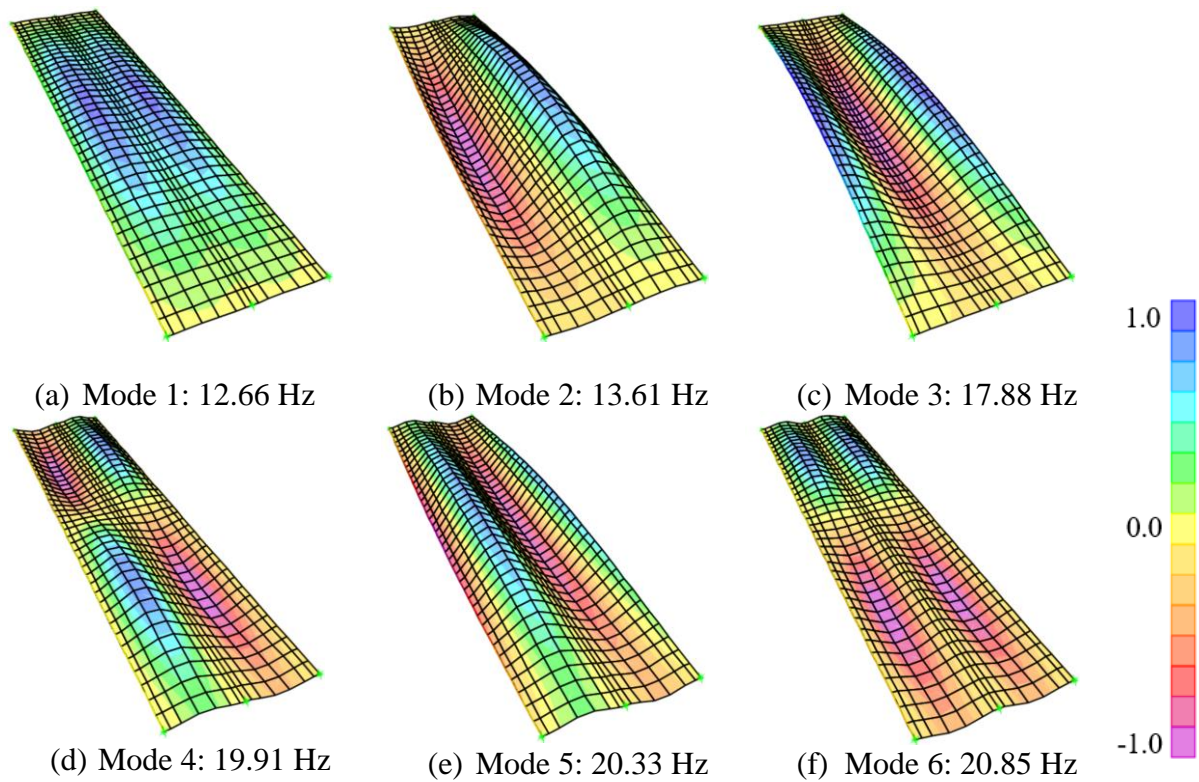 (a) Mode 1: 12.66 Hz
(b) Mode 2: 13.61 Hz
(c) Mode 3: 17.88 Hz
(d) Mode 4: 19.91 Hz
(e) Mode 5: 20.33 Hz
(f) Mode 6: 20.85 Hz
1.0
0.0
-1.0